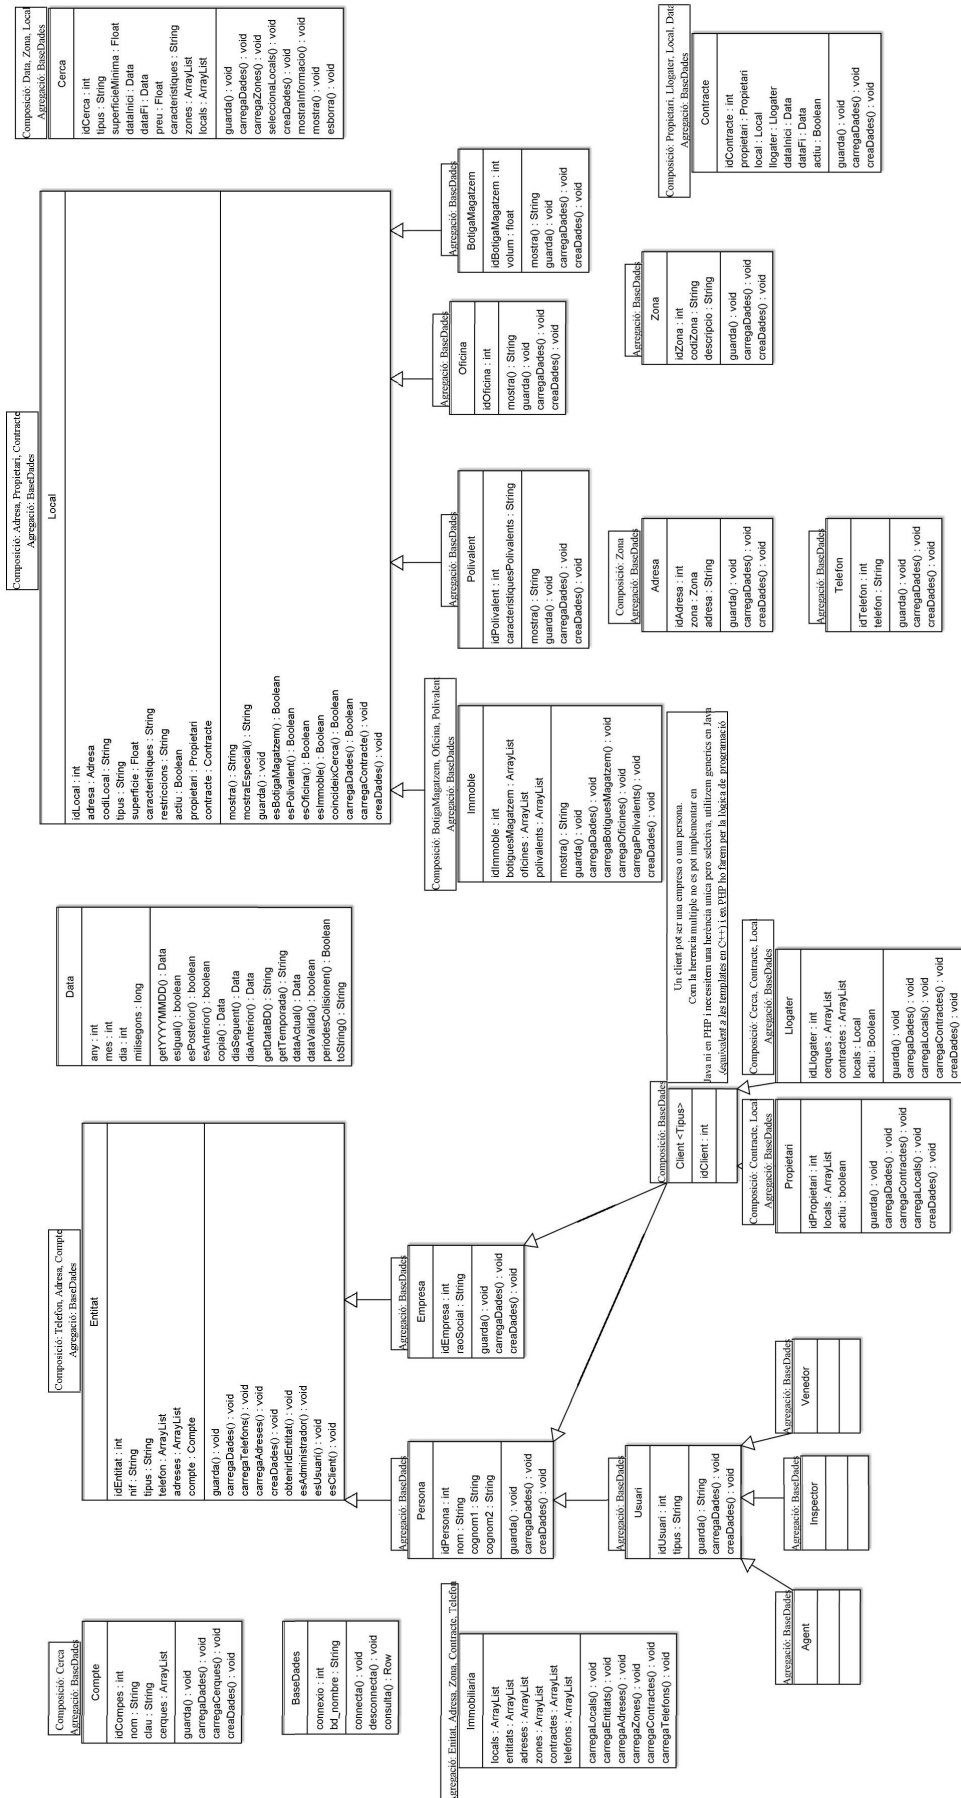 Composició: Cerca
Agregació: BaseDades
Compte
idCompes : int
nom : String
clau : String
cerques : ArrayList
guarda() : void
carregaDades() : void
carregaCerques() : void
creaDades() : void
BaseDades
connexio : int
bd_nombre : String
connecta() : void
desconnecta() : void
consulta() : Row
Agregació: Enitat, Adresa, Zona, Contracte, Telefon
Immobiliaria
locals : ArrayList
entitats : ArrayList
adreses : ArrayList
zones : ArrayList
contractes : ArrayList
telefons : ArrayList
carregaLocals() : void
carregaEntitats() : void
carregaAdreses() : void
carregaZones() : void
carregaContractes() : void
carregaTelefons() : void
Composició: Telefon, Adresa, Compte
Agregació: BaseDades
Entitat
idEntitat : int
nif : String
tipus : String
telefon : ArrayList
adreses : ArrayList
compte : Compte
guarda() : void
carregaDades() : void
carregaTelefons() : void
carregaAdreses() : void
creaDades() : void
obtenirIdEntitat() : void
esAdministrador() : void
esUsuari() : void
esClient() : void
Agregació: BaseDades
Persona
idPersona : int
nom : String
cognom1 : String
cognom2 : String
guarda() : void
carregaDades() : void
creaDades() : void
Agregació: BaseDades
Empresa
idEmpresa : int
raoSocial : String
guarda() : void
carregaDades() : void
creaDades() : void
Agregació: BaseDades
Usuari
idUsuari : int
tipus : String
guarda() : String
carregaDades() : void
creaDades() : void
Agregació: BaseDades
Agent
Agregació: BaseDades
Inspector
Agregació: BaseDades
Venedor
Data
any : int
mes : int
dia : int
milisegons : long
getYYYYMMDD() : Data
esIgual() : boolean
esPosterior() : boolean
esAnterior() : boolean
copia() : Data
diaSeguent() : Data
diaAnterior() : Data
getDataBD() : String
getTemporada() : String
dataActual() : Data
dataValida() : boolean
periodesColisionen() : Boolean
toString() : String
Composició: BaseDades
Client <Tipus>
idClient : int
Un client pot ser una empresa o una persona.
Com la herencia multiple no es pot implementar en
Java ni en PHP i necessitem una herència unica pero selectiva, utilitzem generics en Java
(equivalent a les templates en C++) i en PHP ho farem per la lògica de programació
Composició: Contracte, Local
Agregació: BaseDades
Propietari
idPropietari : int
locals : ArrayList
actiu : boolean
guarda() : void
carregaDades() : void
carregaContractes() : void
carregaLocals() : void
creaDades() : void
Composició: Cerca, Contracte, Local
Agregació: BaseDades
Llogater
idLlogater : int
cerques : ArrayList
contractes : ArrayList
locals : Local
actiu : Boolean
guarda() : void
carregaDades() : void
carregaLocals() : void
carregaContractes() : void
creaDades() : void
Composició: Adresa, Propietari, Contracte
Agregació: BaseDades
Local
idLocal : int
adresa : Adresa
codiLocal : String
tipus : String
superficie : Float
caracteristiques : String
restriccions : String
actiu : Boolean
propietari : Propietari
contracte : Contracte
mostra() : String
mostraEspecial() : String
guarda() : void
esBotigaMagatzem() : Boolean
esPolivalent() : Boolean
esOficina() : Boolean
esImmoble() : Boolean
coincideixCerca() : Boolean
carregaDades() : Boolean
carregaContracte() : void
creaDades() : void
Composició: BotigaMagatzem, Oficina, Polivalent
Agregació: BaseDades
Immoble
idImmoble : int
botiguesMagatzem : ArrayList
oficines : ArrayList
polivalents : ArrayList
mostra() : String
guarda() : void
carregaDades() : void
carregaBotiguesMagatzem() : void
carregaOficines() : void
carregaPolivalents() : void
creaDades() : void
Agregació: BaseDades
Polivalent
idPolivalent : int
caracteristiquesPolivalents : String
mostra() : String
guarda() : void
carregaDades() : void
creaDades() : void
Agregació: BaseDades
Oficina
idOficina : int
mostra() : String
guarda() : void
carregaDades() : void
creaDades() : void
Agregació: BaseDades
BotigaMagatzem
idBotigaMagatzem : int
volum : float
mostra() : String
guarda() : void
carregaDades() : void
creaDades() : void
Composició: Zona
Agregació: BaseDades
Adresa
idAdresa : int
zona : Zona
adresa : String
guarda() : void
carregaDades() : void
creaDades() : void
Agregació: BaseDades
Zona
idZona : int
codiZona : String
descripcio : String
guarda() : void
carregaDades() : void
creaDades() : void
Agregació: BaseDades
Telefon
idTelefon : int
telefon : String
guarda() : void
carregaDades() : void
creaDades() : void
Composició: Data, Zona, Local
Agregació: BaseDades
Cerca
idCerca : int
tipus : String
superficieMinima : Float
dataInici : Data
dataFi : Data
preu : Float
caracteristiques : String
zones : ArrayList
locals : ArrayList
guarda() : void
carregaDades() : void
carregaZones() : void
selecionaLocals() : void
creaDades() : void
mostraInformacio() : void
mostra() : void
esborra() : void
Composició: Propietari, Llogater, Local, Data
Agregació: BaseDades
Contracte
idContracte : int
propietari : Propietari
local : Local
llogater : Llogater
dataInici : Data
dataFi : Data
actiu : Boolean
guarda() : void
carregaDades() : void
creaDades() : void